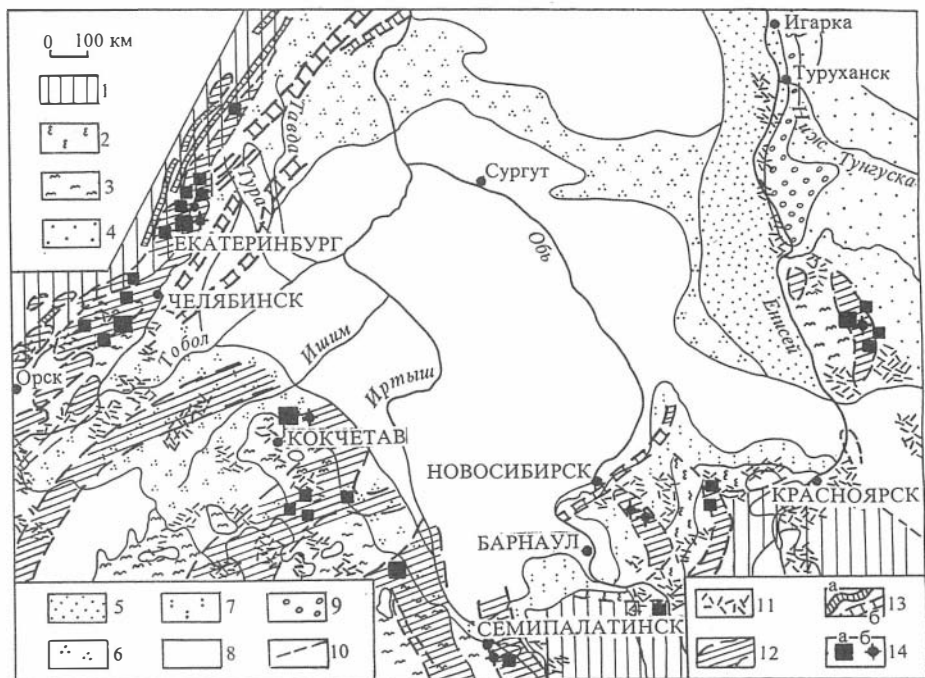 0 100 км
1
2
3
4
Игарка
Туруханск
Нижн. Тунгуска
Енисей
Сургут
Обь
Тавда
Тура
ЕКАТЕРИНБУРГ
ЧЕЛЯБИНСК
Тобол
Ишим
Иртыш
Орск
КОКЧЕТАВ
НОВОСИБИРСК
КРАСНОЯРСК
БАРНАУЛ
СЕМИПАЛАТИНСК
5 7 9
6 8 10
11 а б 13
12 а б 14